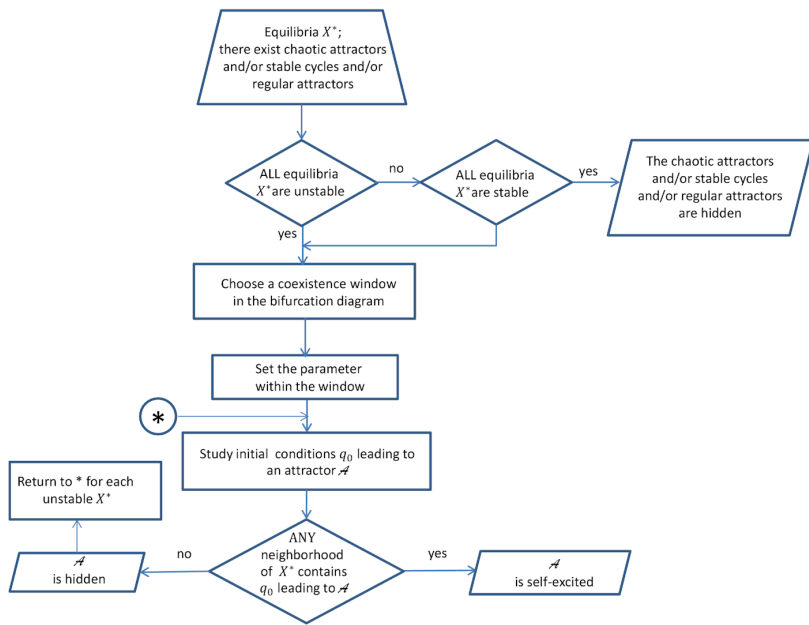 Equilibria X*;
there exist chaotic attractors
and/or stable cycles and/or
regular attractors
ALL equilibria
X* are unstable
no
ALL equilibria
X* are stable
yes
The chaotic attractors
and/or stable cycles
and/or regular attractors
are hidden
yes
Choose a coexistence window
in the bifurcation diagram
Set the parameter
within the window
*
Study initial conditions q₀ leading to
an attractor 𝒜
Return to * for each
unstable X*
ANY
neighborhood
of X* contains
q₀ leading to 𝒜
no
𝒜
is hidden
yes
𝒜
is self-excited